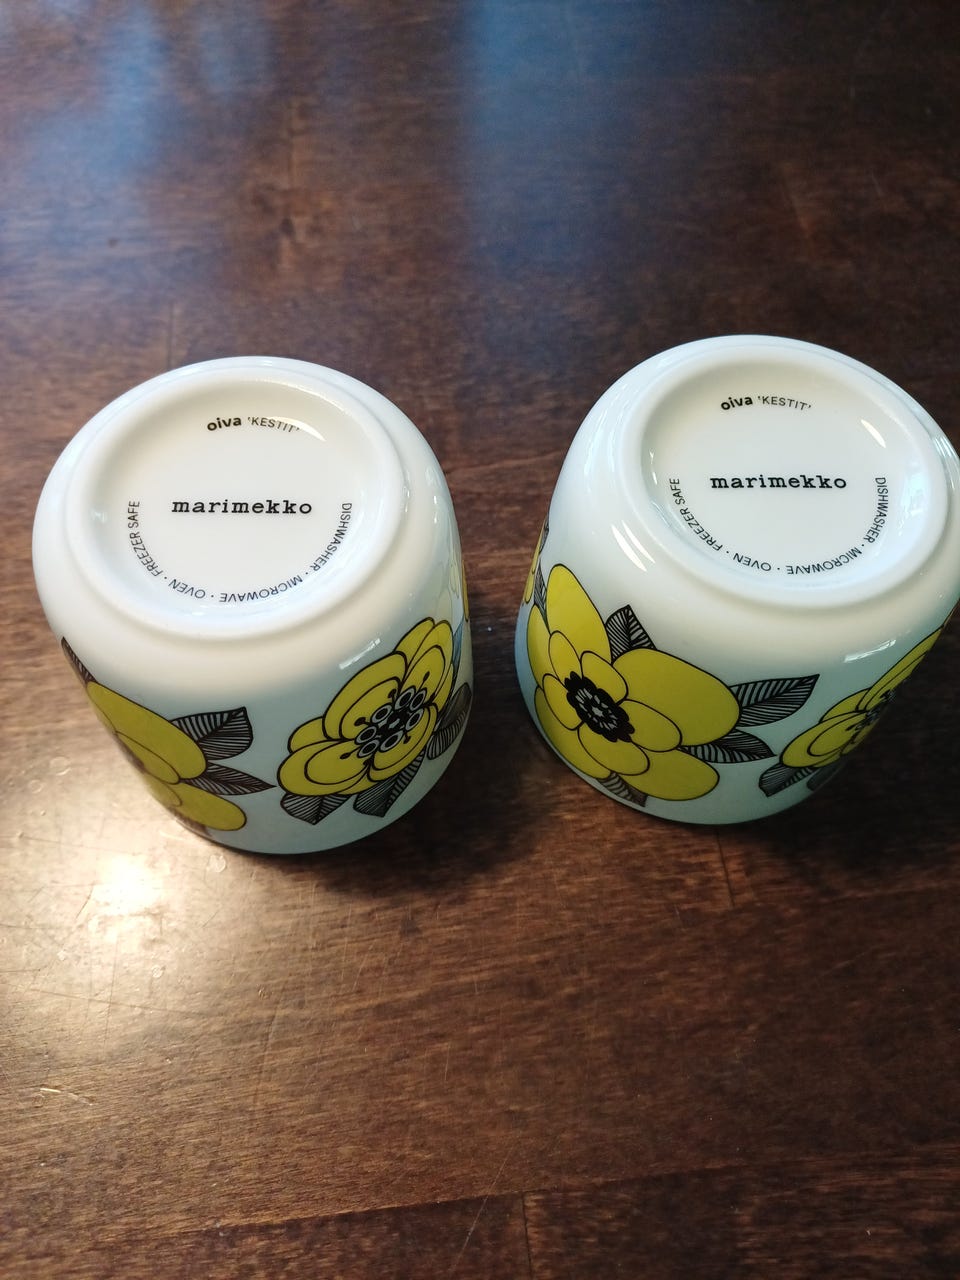 oiva 'KESTIT'
marimekko
DISHWASHER · MICROWAVE · OVEN · FREEZER SAFE
oiva 'KESTIT'
marimekko
DISHWASHER · MICROWAVE · OVEN · FREEZER SAFE